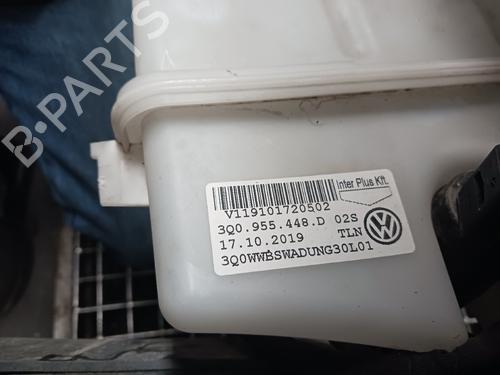 B-PARTS
Inter Plus Kft.
V119101720502
3Q0.955.448.D 02S
17.10.2019 TLN
3Q0WWBSWADUNG30L01